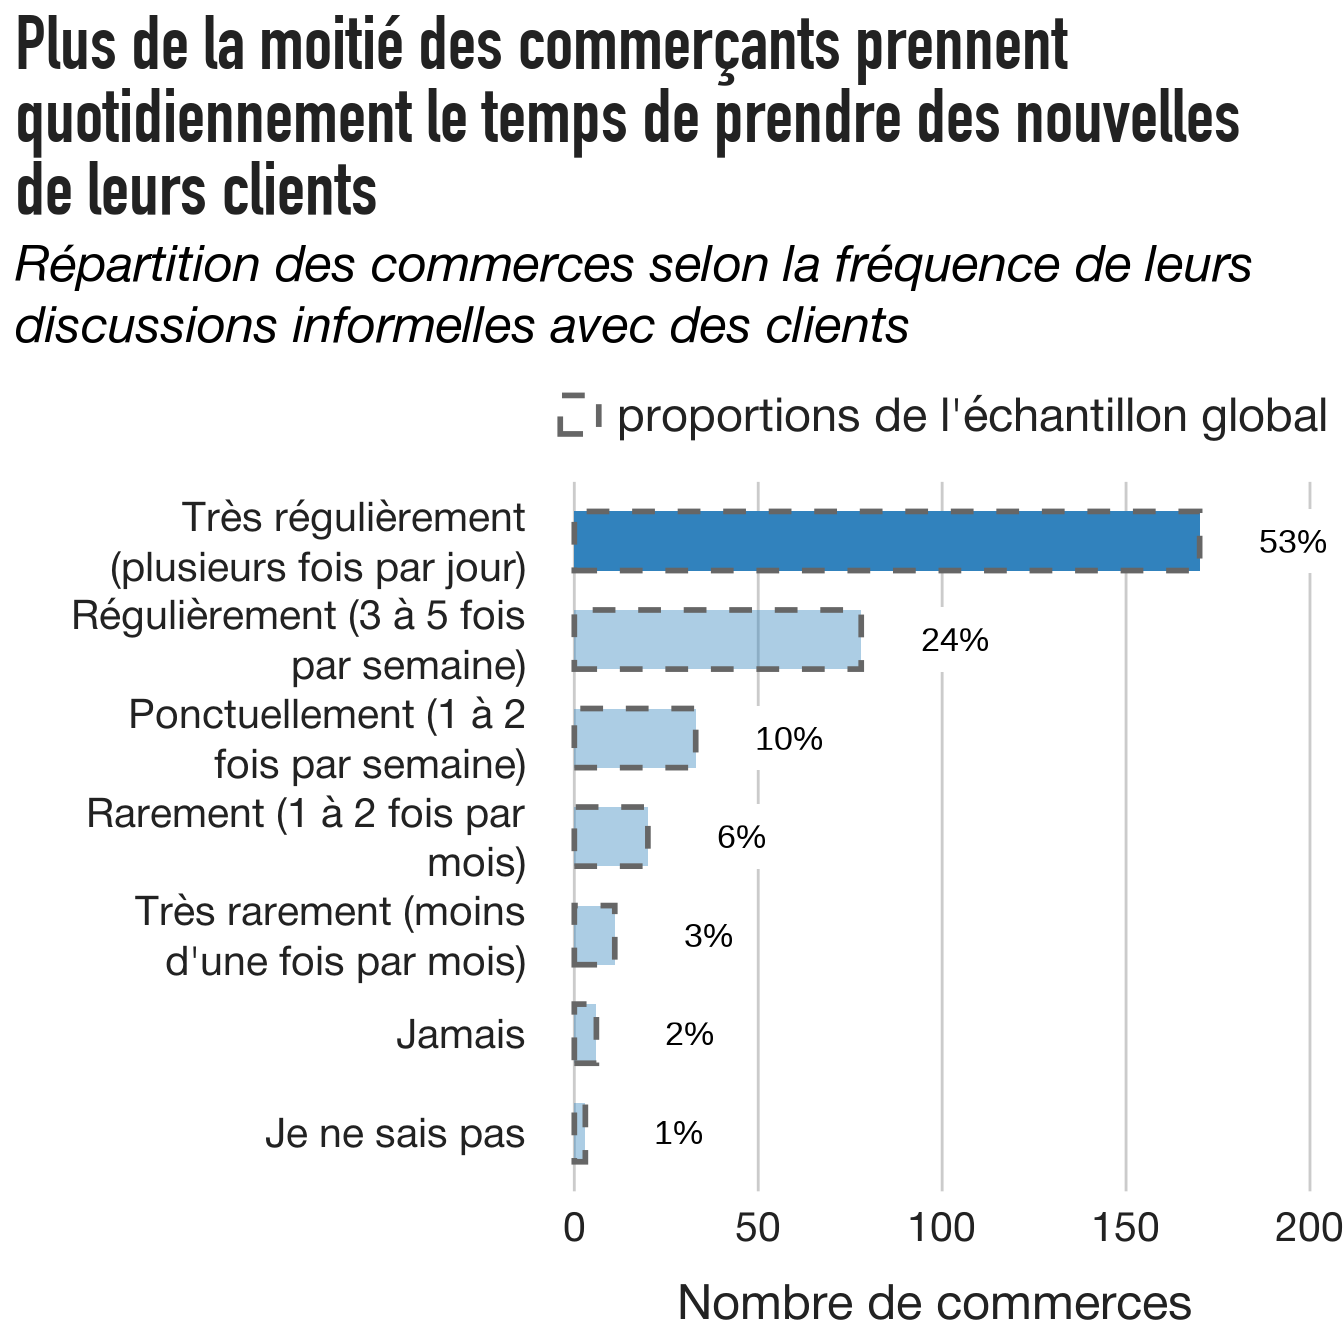 Plus de la moitié des commerçants prennent
quotidiennement le temps de prendre des nouvelles
de leurs clients
Répartition des commerces selon la fréquence de leurs
discussions informelles avec des clients
proportions de l'échantillon global
Très régulièrement
(plusieurs fois par jour)
53%
Régulièrement (3 à 5 fois
par semaine)
24%
Ponctuellement (1 à 2
fois par semaine)
10%
Rarement (1 à 2 fois par
mois)
6%
Très rarement (moins
d'une fois par mois)
3%
Jamais
2%
Je ne sais pas
1%
0 50 100 150 200
Nombre de commerces